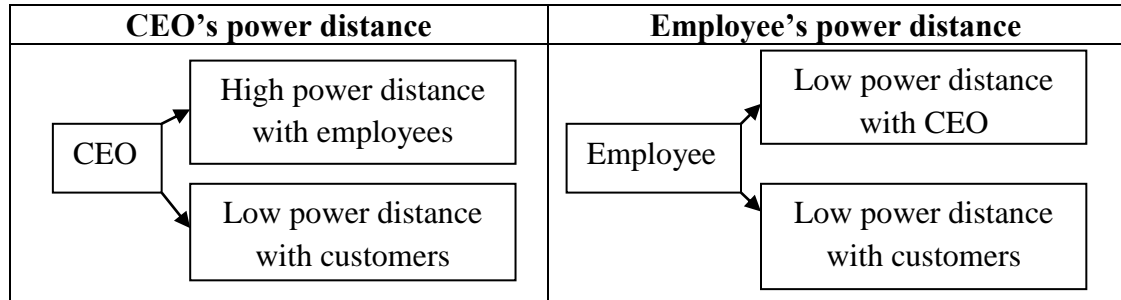 CEO’s power distance
Employee’s power distance
CEO
High power distance
with employees
Low power distance
with customers
Employee
Low power distance
with CEO
Low power distance
with customers